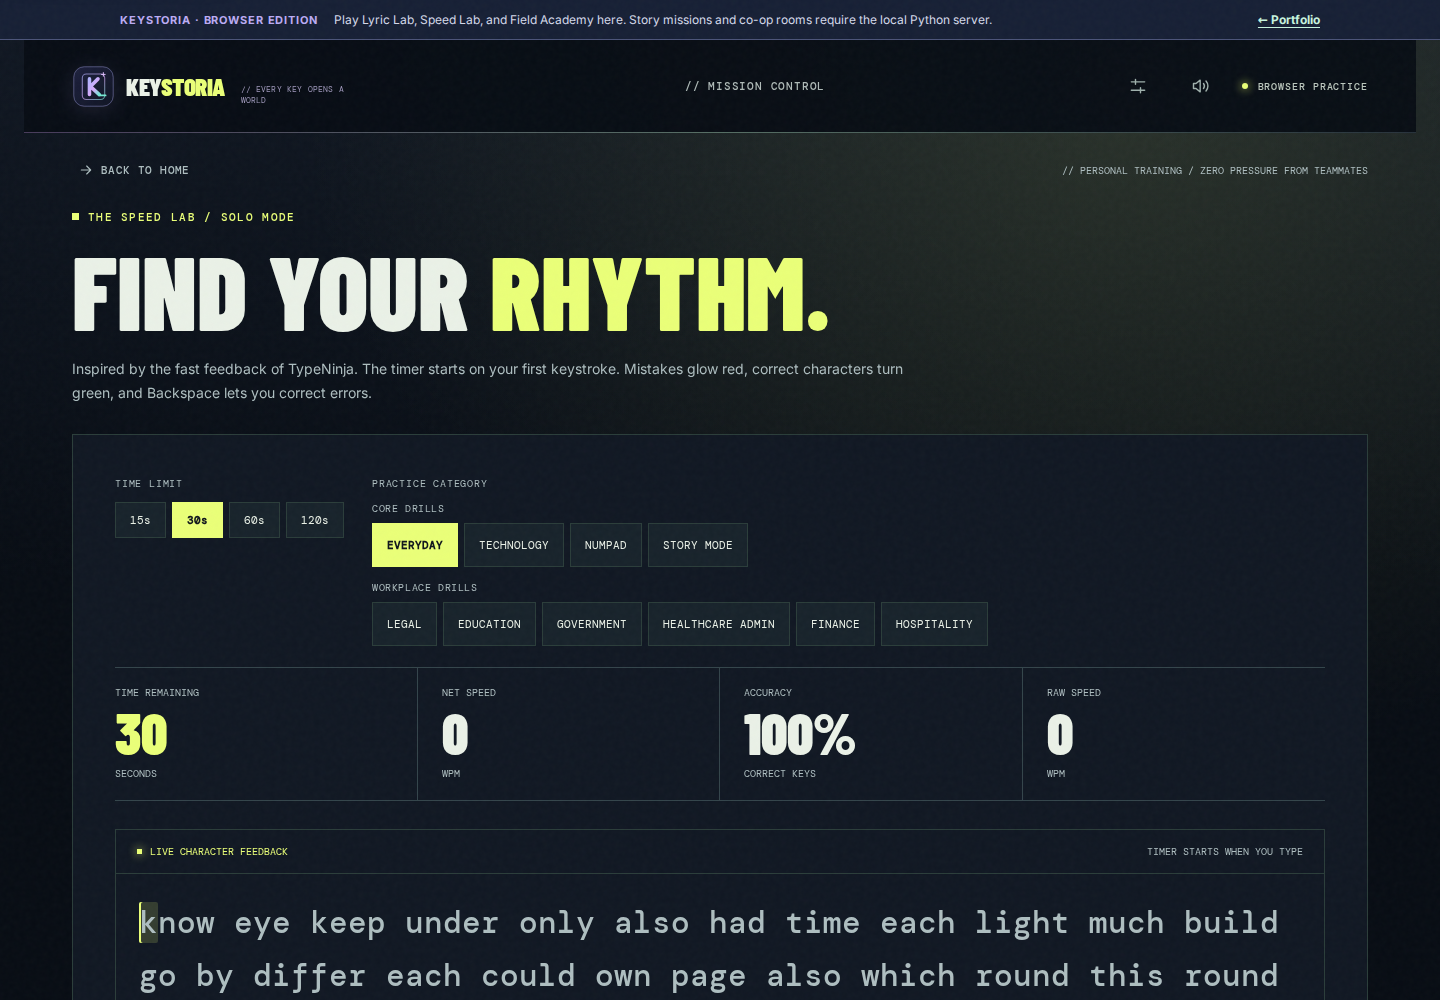 KEYSTORIA · BROWSER EDITION Play Lyric Lab, Speed Lab, and Field Academy here. Story missions and co-op rooms require the local Python server. ← Portfolio
KEYSTORIA // EVERY KEY OPENS A
WORLD
// MISSION CONTROL
BROWSER PRACTICE
→ BACK TO HOME
// PERSONAL TRAINING / ZERO PRESSURE FROM TEAMMATES
THE SPEED LAB / SOLO MODE
FIND YOUR RHYTHM.
Inspired by the fast feedback of TypeNinja. The timer starts on your first keystroke. Mistakes glow red, correct characters turn
green, and Backspace lets you correct errors.
TIME LIMIT
15s 30s 60s 120s
PRACTICE CATEGORY
CORE DRILLS
EVERYDAY TECHNOLOGY NUMPAD STORY MODE
WORKPLACE DRILLS
LEGAL EDUCATION GOVERNMENT HEALTHCARE ADMIN FINANCE HOSPITALITY
TIME REMAINING
30
SECONDS
NET SPEED
0
WPM
ACCURACY
100%
CORRECT KEYS
RAW SPEED
0
WPM
LIVE CHARACTER FEEDBACK
TIMER STARTS WHEN YOU TYPE
know eye keep under only also had time each light much build
go by differ each could own page also which round this round